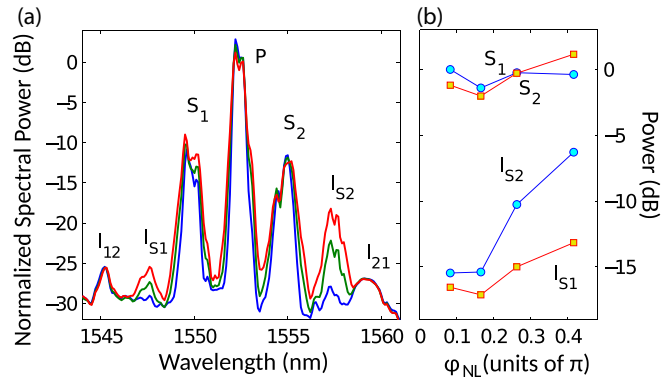 (a)
(b)
Normalized Spectral Power (dB)
0
−5
−10
−15
−20
−25
−30
P
S1
S2
I12
IS1
IS2
I21
1545 1550 1555 1560
Wavelength (nm)
S1
S2
IS2
IS1
0
−5
−10
−15
Power (dB)
0 0.1 0.2 0.3 0.4 0.5
φNL(units of π)